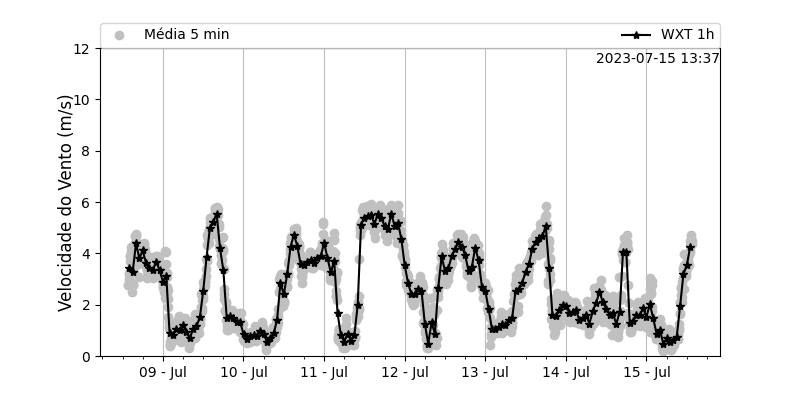 Média 5 min
WXT 1h
2023-07-15 13:37
Velocidade do Vento (m/s)
12
10
8
6
4
2
0
09 - Jul
10 - Jul
11 - Jul
12 - Jul
13 - Jul
14 - Jul
15 - Jul